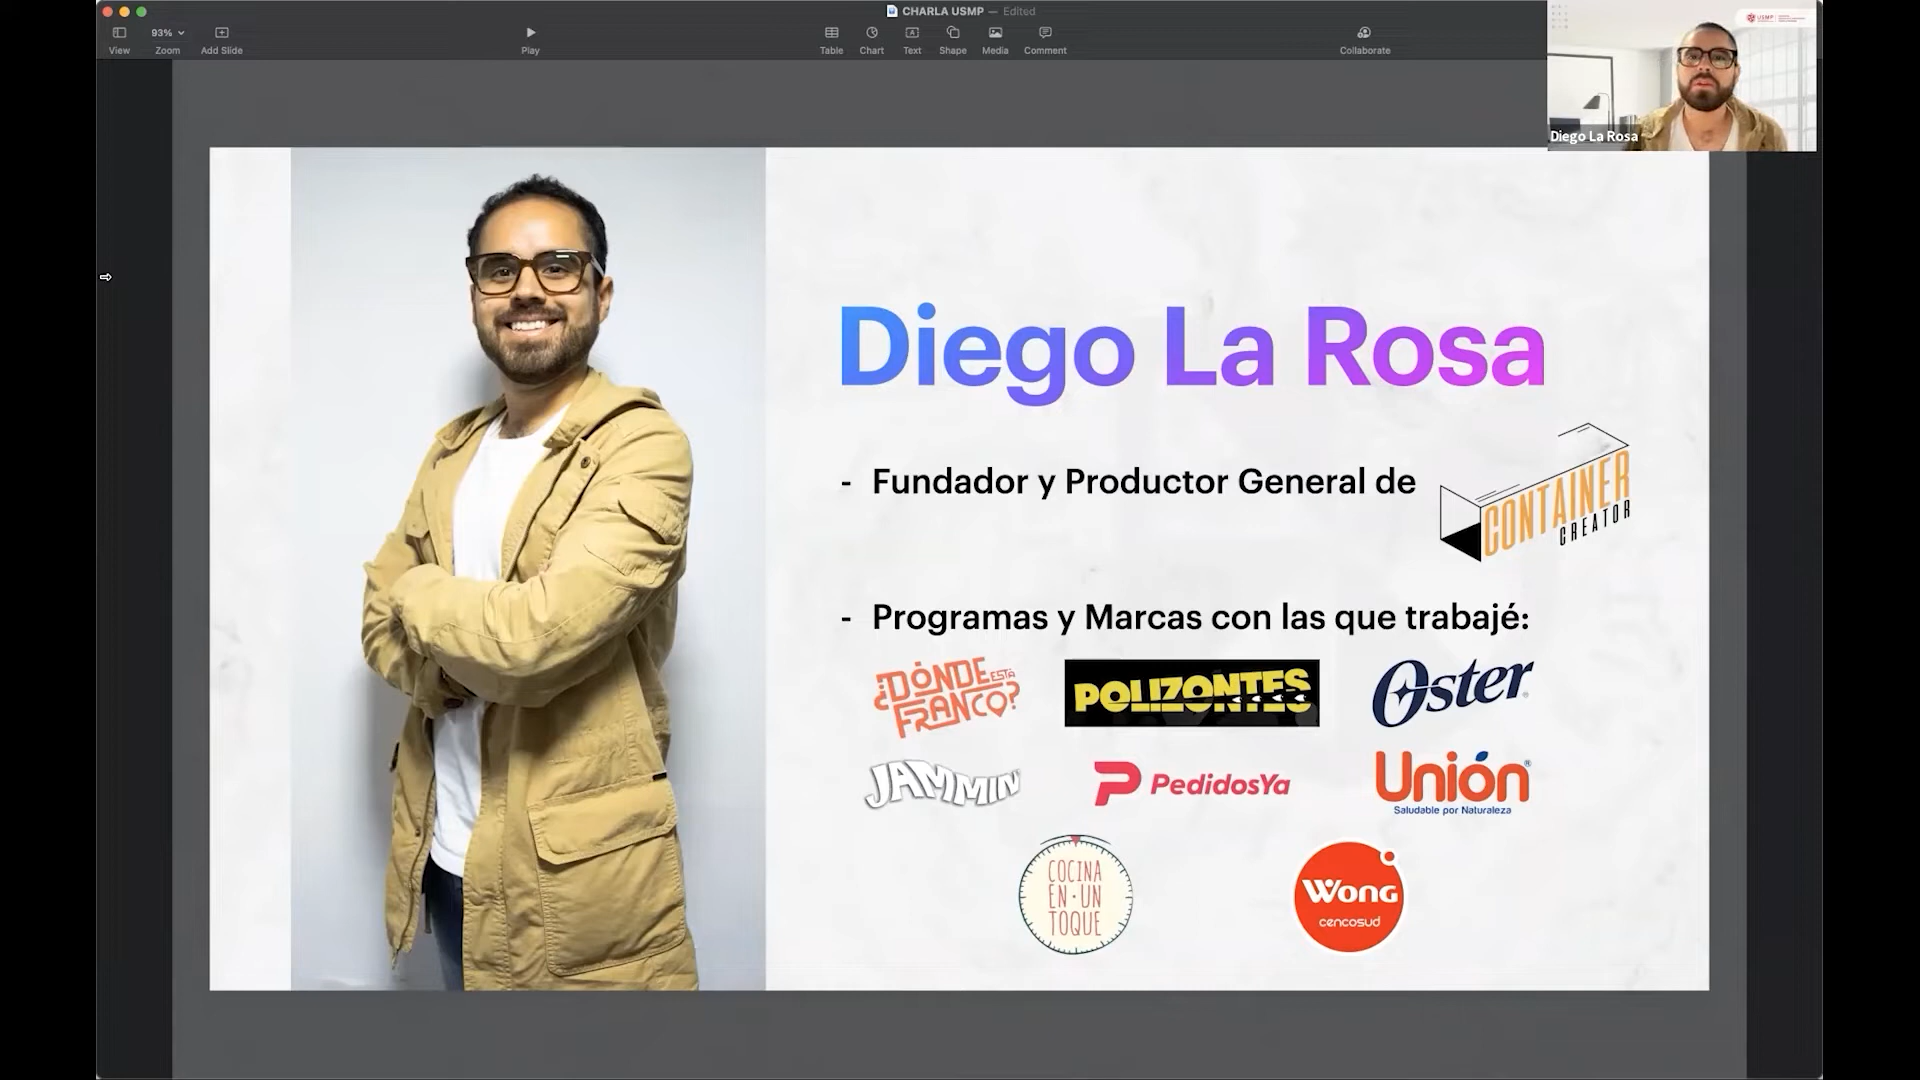 CHARLA USMP — Edited
View
93%
Zoom
Add Slide
Play
Table
Chart
Text
Shape
Media
Comment
Collaborate
USMP
Diego La Rosa
Diego La Rosa
- Fundador y Productor General de
CONTAINER
CREATOR
- Programas y Marcas con las que trabajé:
¿DÓNDE ESTÁ
FRANCO?
POLIZONTES
Oster
JAMMIN
PedidosYa
Unión
Saludable por Naturaleza
COCINA
EN·UN
TOQUE
Wong
cencosud